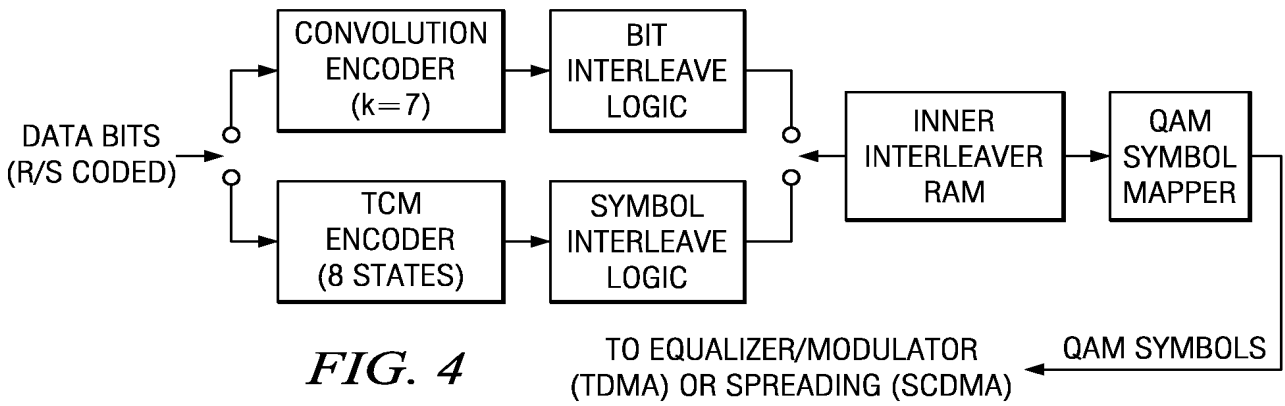 CONVOLUTION
ENCODER
(k=7)
BIT
INTERLEAVE
LOGIC
DATA BITS
(R/S CODED)
INNER
INTERLEAVER
RAM
QAM
SYMBOL
MAPPER
TCM
ENCODER
(8 STATES)
SYMBOL
INTERLEAVE
LOGIC
FIG. 4
TO EQUALIZER/MODULATOR
(TDMA) OR SPREADING (SCDMA)
QAM SYMBOLS